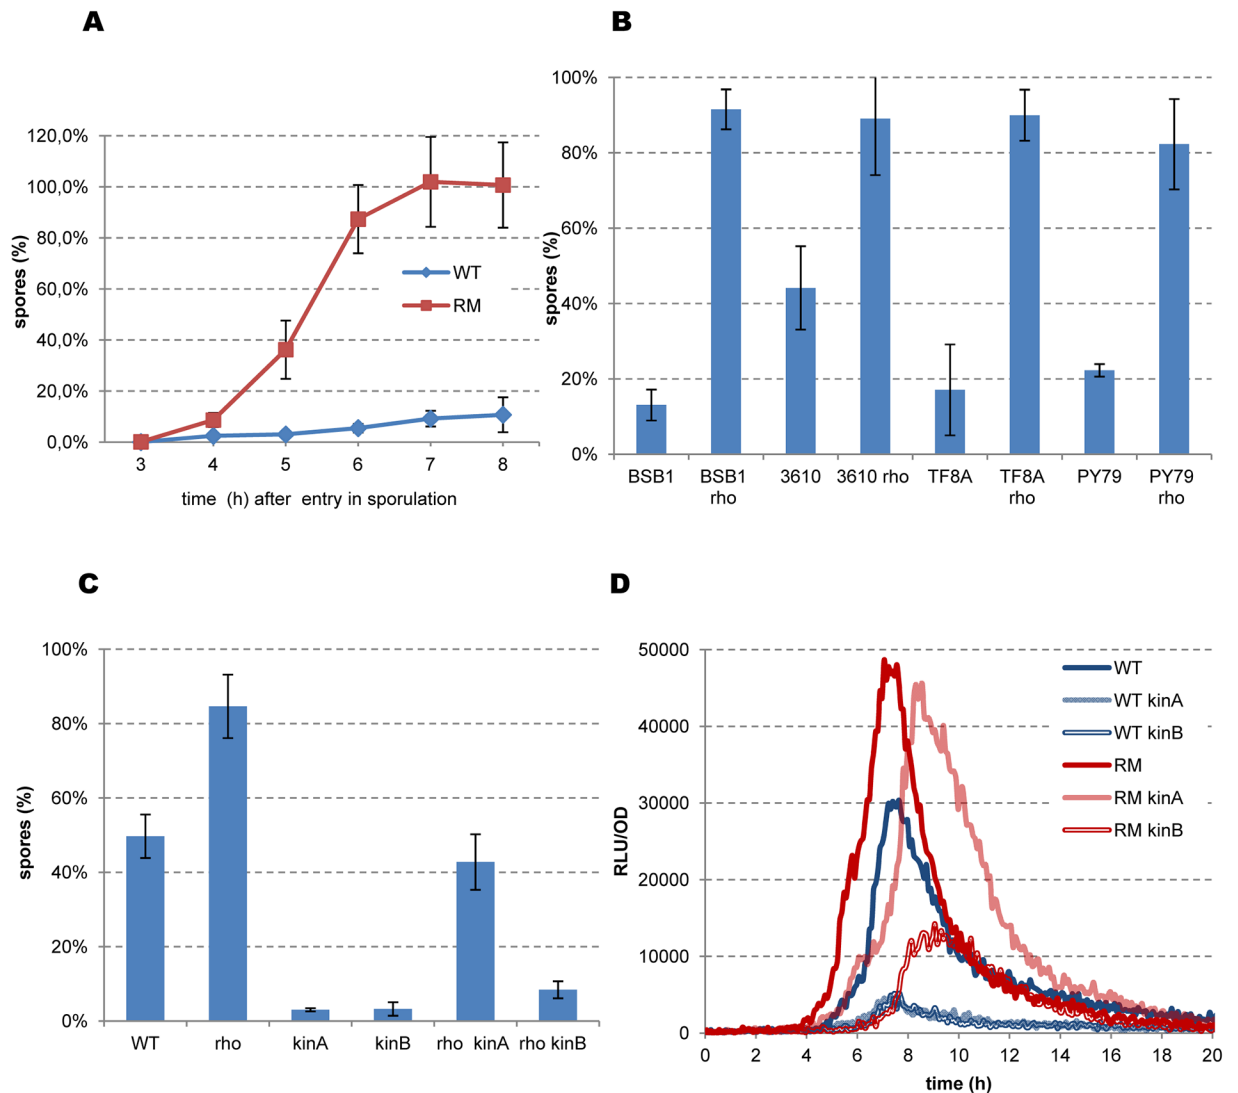 A
120,0%
100,0%
80,0%
60,0%
40,0%
20,0%
0,0%
spores (%)
WT
RM
3 4 5 6 7 8
time (h) after entry in sporulation
B
100%
80%
60%
40%
20%
0%
spores (%)
BSB1 BSB1 rho 3610 3610 rho TF8A TF8A rho PY79 PY79 rho
C
100%
80%
60%
40%
20%
0%
spores (%)
WT rho kinA kinB rho kinA rho kinB
D
50000
40000
30000
20000
10000
0
RLU/OD
WT
WT kinA
WT kinB
RM
RM kinA
RM kinB
0 2 4 6 8 10 12 14 16 18 20
time (h)